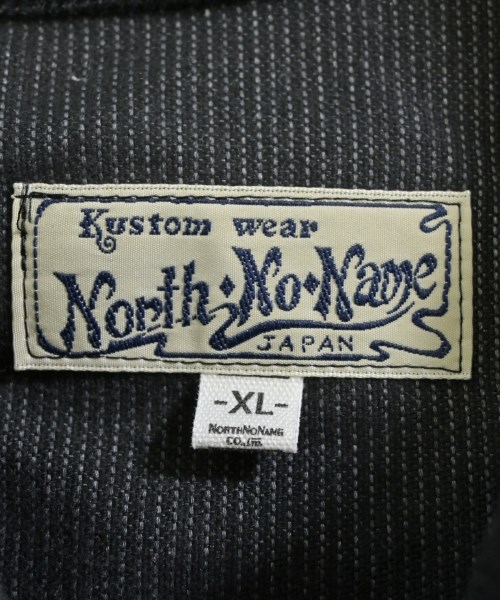 Kustom wear
North·No·Name
JAPAN
-XL-
NORTHNONAME
CO.,LTD.